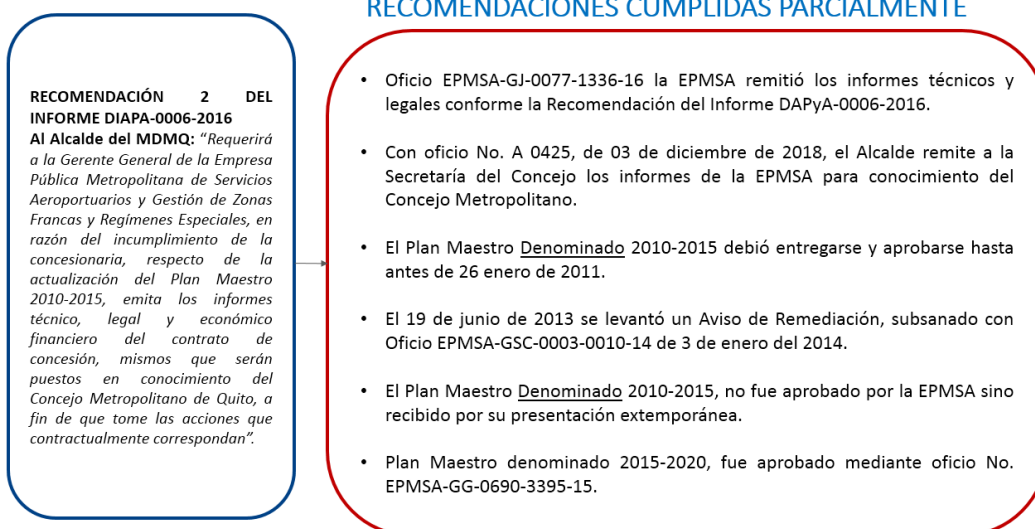 RECOMENDACIONES CUMPLIDAS PARCIALMENTE
RECOMENDACIÓN 2 DEL
INFORME DIAPA-0006-2016
Al Alcalde del MDMQ: “Requerirá
a la Gerente General de la Empresa
Pública Metropolitana de Servicios
Aeroportuarios y Gestión de Zonas
Francas y Regímenes Especiales, en
razón del incumplimiento de la
concesionaria, respecto de la
actualización del Plan Maestro
2010-2015, emita los informes
técnico, legal y económico
financiero del contrato de
concesión, mismos que serán
puestos en conocimiento del
Concejo Metropolitano de Quito, a
fin de que tome las acciones que
contractualmente correspondan”.
• Oficio EPMSA-GJ-0077-1336-16 la EPMSA remitió los informes técnicos y
legales conforme la Recomendación del Informe DAPyA-0006-2016.
• Con oficio No. A 0425, de 03 de diciembre de 2018, el Alcalde remite a la
Secretaría del Concejo los informes de la EPMSA para conocimiento del
Concejo Metropolitano.
• El Plan Maestro Denominado 2010-2015 debió entregarse y aprobarse hasta
antes de 26 enero de 2011.
• El 19 de junio de 2013 se levantó un Aviso de Remediación, subsanado con
Oficio EPMSA-GSC-0003-0010-14 de 3 de enero del 2014.
• El Plan Maestro Denominado 2010-2015, no fue aprobado por la EPMSA sino
recibido por su presentación extemporánea.
• Plan Maestro denominado 2015-2020, fue aprobado mediante oficio No.
EPMSA-GG-0690-3395-15.